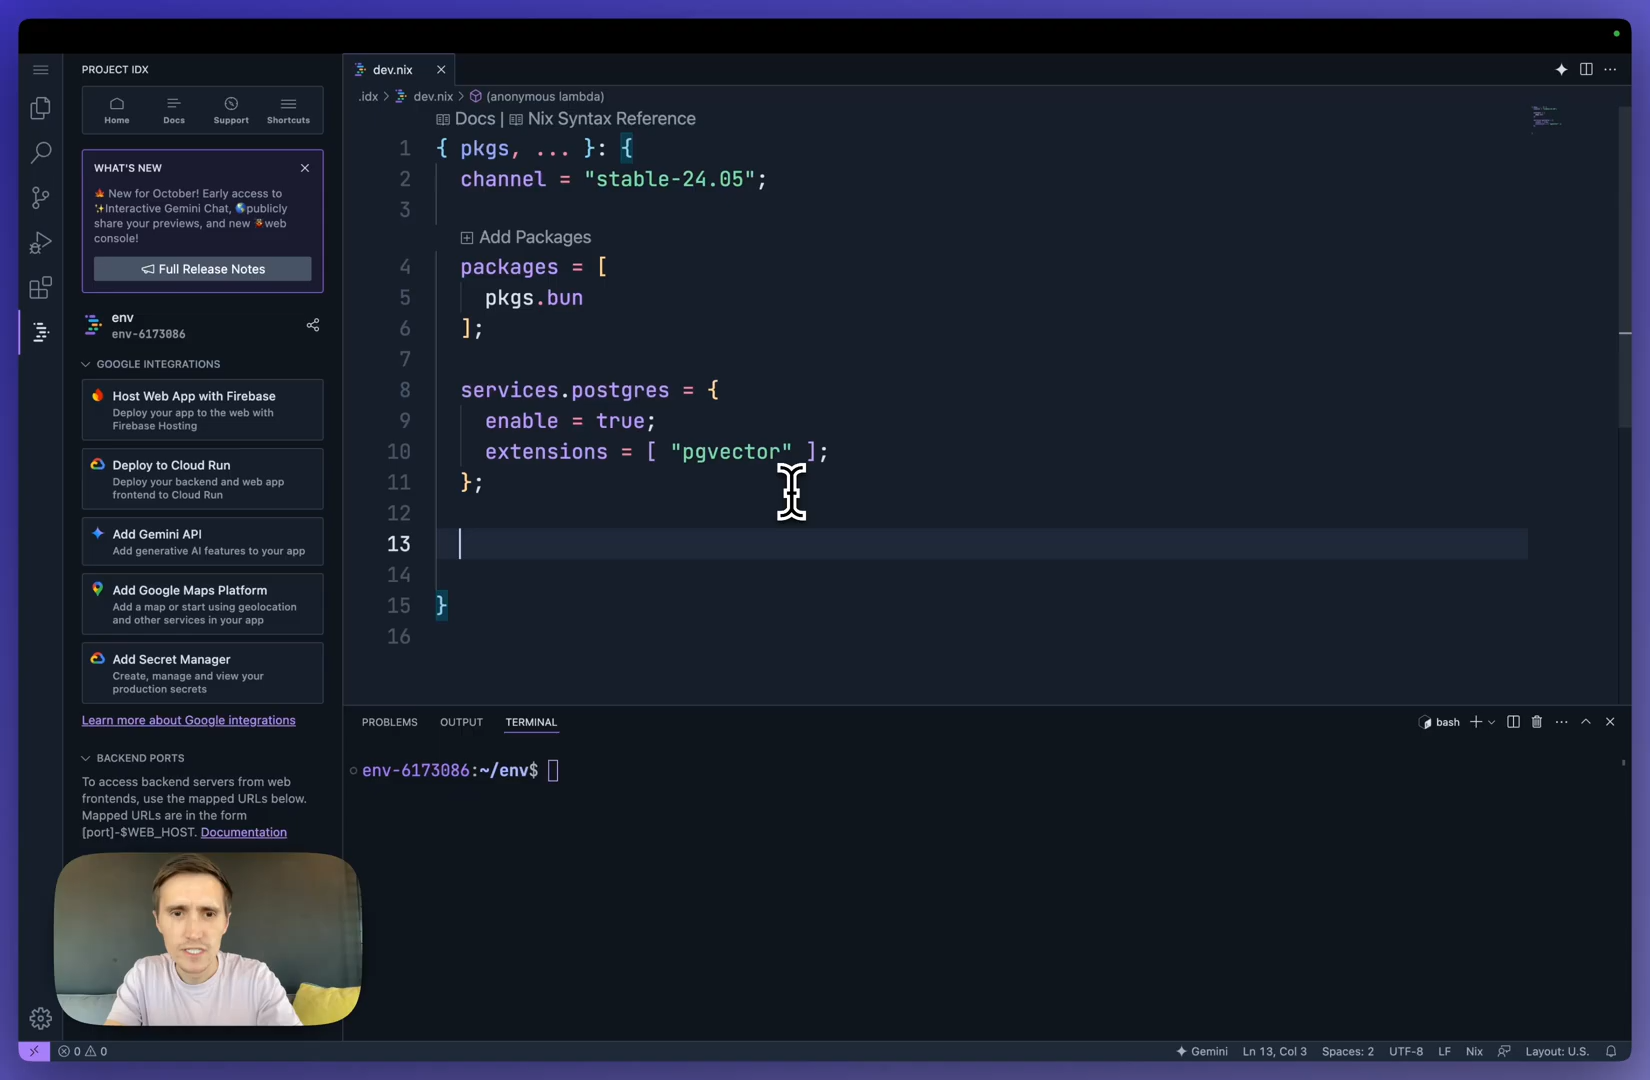 PROJECT IDX
Home
Docs
Support
Shortcuts
WHAT'S NEW
New for October! Early access to
Interactive Gemini Chat, publicly
share your previews, and new web
console!
Full Release Notes
env
env-6173086
GOOGLE INTEGRATIONS
Host Web App with Firebase
Deploy your app to the web with
Firebase Hosting
Deploy to Cloud Run
Deploy your backend and web app
frontend to Cloud Run
Add Gemini API
Add generative AI features to your app
Add Google Maps Platform
Add a map or start using geolocation
and other services in your app
Add Secret Manager
Create, manage and view your
production secrets
Learn more about Google integrations
BACKEND PORTS
To access backend servers from web
frontends, use the mapped URLs below.
Mapped URLs are in the form
[port]-$WEB_HOST. Documentation
dev.nix
.idx > dev.nix > (anonymous lambda)
Docs | Nix Syntax Reference
1 { pkgs, ... }: {
2 channel = "stable-24.05";
3
Add Packages
4 packages = [
5 pkgs.bun
6 ];
7
8 services.postgres = {
9 enable = true;
10 extensions = [ "pgvector" ];
11 };
12
13
14
15 }
16
PROBLEMS OUTPUT TERMINAL
bash
env-6173086:~/env$
0 0
Gemini Ln 13, Col 3 Spaces: 2 UTF-8 LF Nix Layout: U.S.